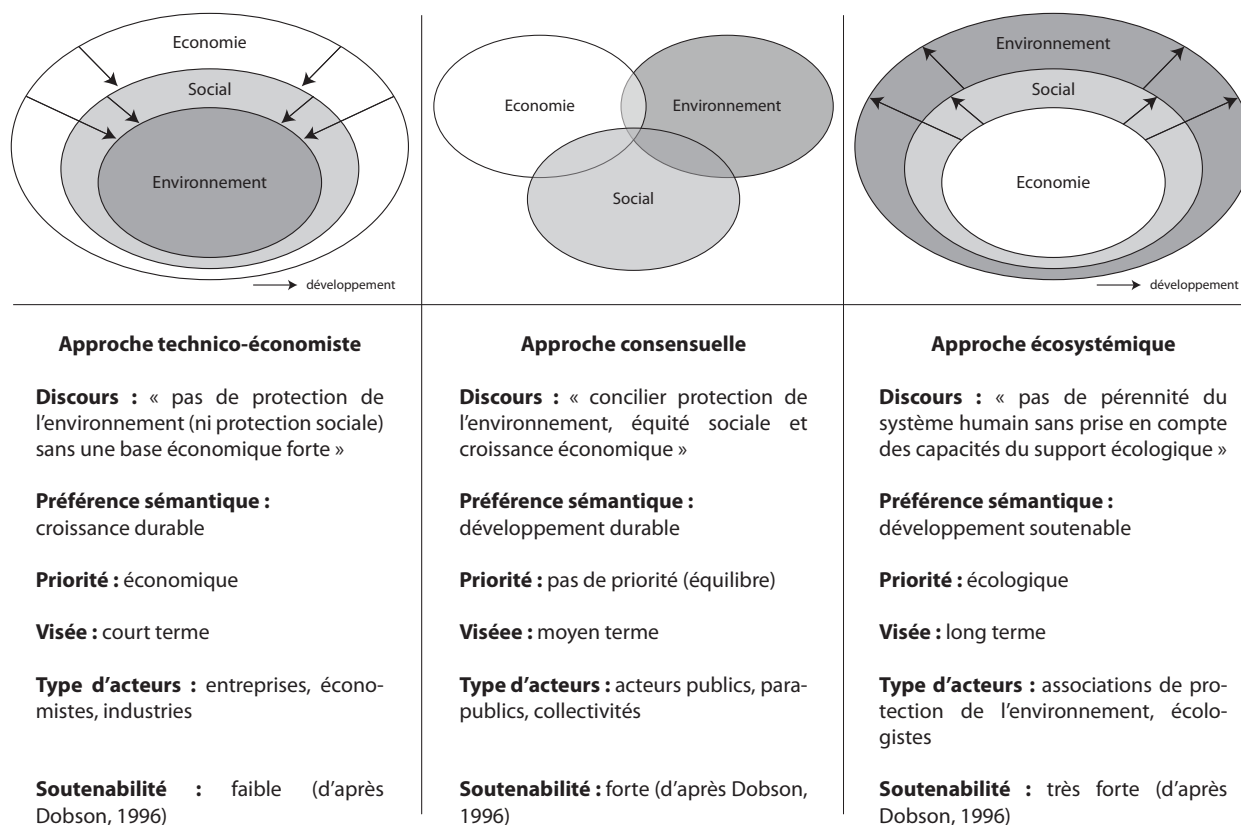 Economie
Social
Environnement
développement
Economie
Environnement
Social
Environnement
Social
Economie
développement
Approche technico-économiste
Discours : « pas de protection de
l’environnement (ni protection sociale)
sans une base économique forte »
Préférence sémantique :
croissance durable
Priorité : économique
Visée : court terme
Type d’acteurs : entreprises, écono-
mistes, industries
Soutenabilité : faible (d’après
Dobson, 1996)
Approche consensuelle
Discours : « concilier protection de
l’environnement, équité sociale et
croissance économique »
Préférence sémantique :
développement durable
Priorité : pas de priorité (équilibre)
Viséee : moyen terme
Type d’acteurs : acteurs publics, para-
publics, collectivités
Soutenabilité : forte (d’après Dobson,
1996)
Approche écosystémique
Discours : « pas de pérennité du
système humain sans prise en compte
des capacités du support écologique »
Préférence sémantique :
développement soutenable
Priorité : écologique
Visée : long terme
Type d’acteurs : associations de pro-
tection de l’environnement, écolo-
gistes
Soutenabilité : très forte (d’après
Dobson, 1996)